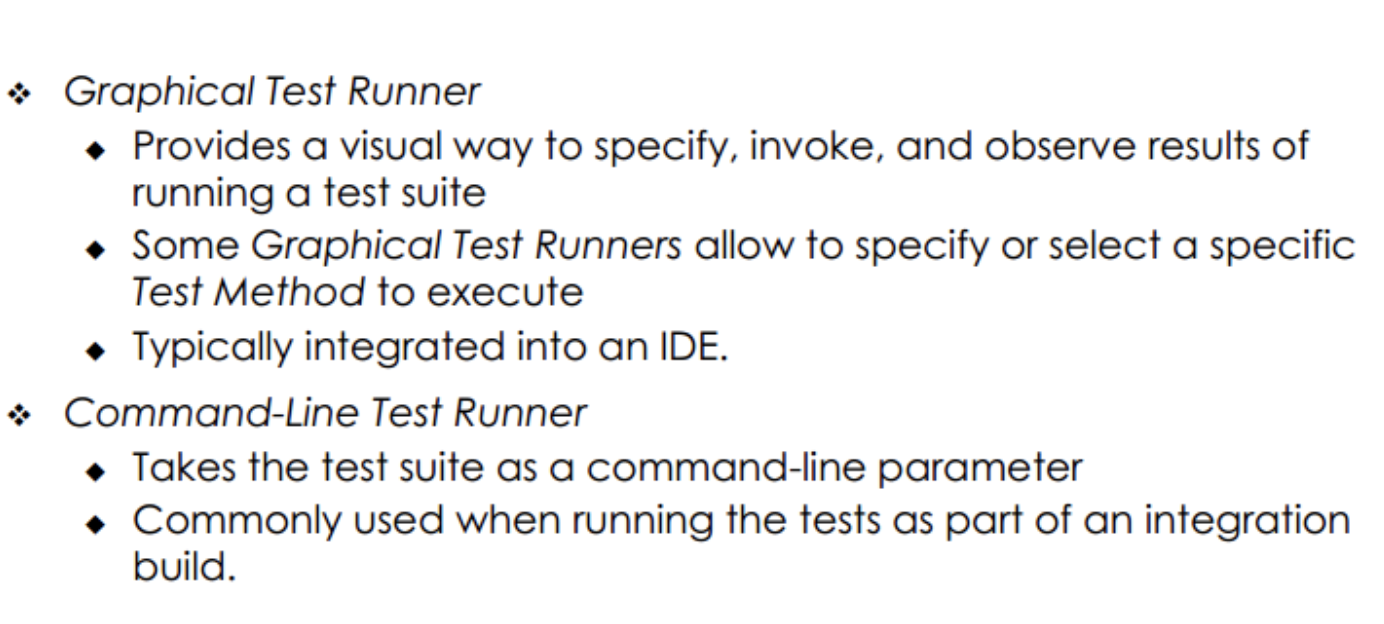 ❖ Graphical Test Runner
◆ Provides a visual way to specify, invoke, and observe results of
running a test suite
◆ Some Graphical Test Runners allow to specify or select a specific
Test Method to execute
◆ Typically integrated into an IDE.
❖ Command-Line Test Runner
◆ Takes the test suite as a command-line parameter
◆ Commonly used when running the tests as part of an integration
build.